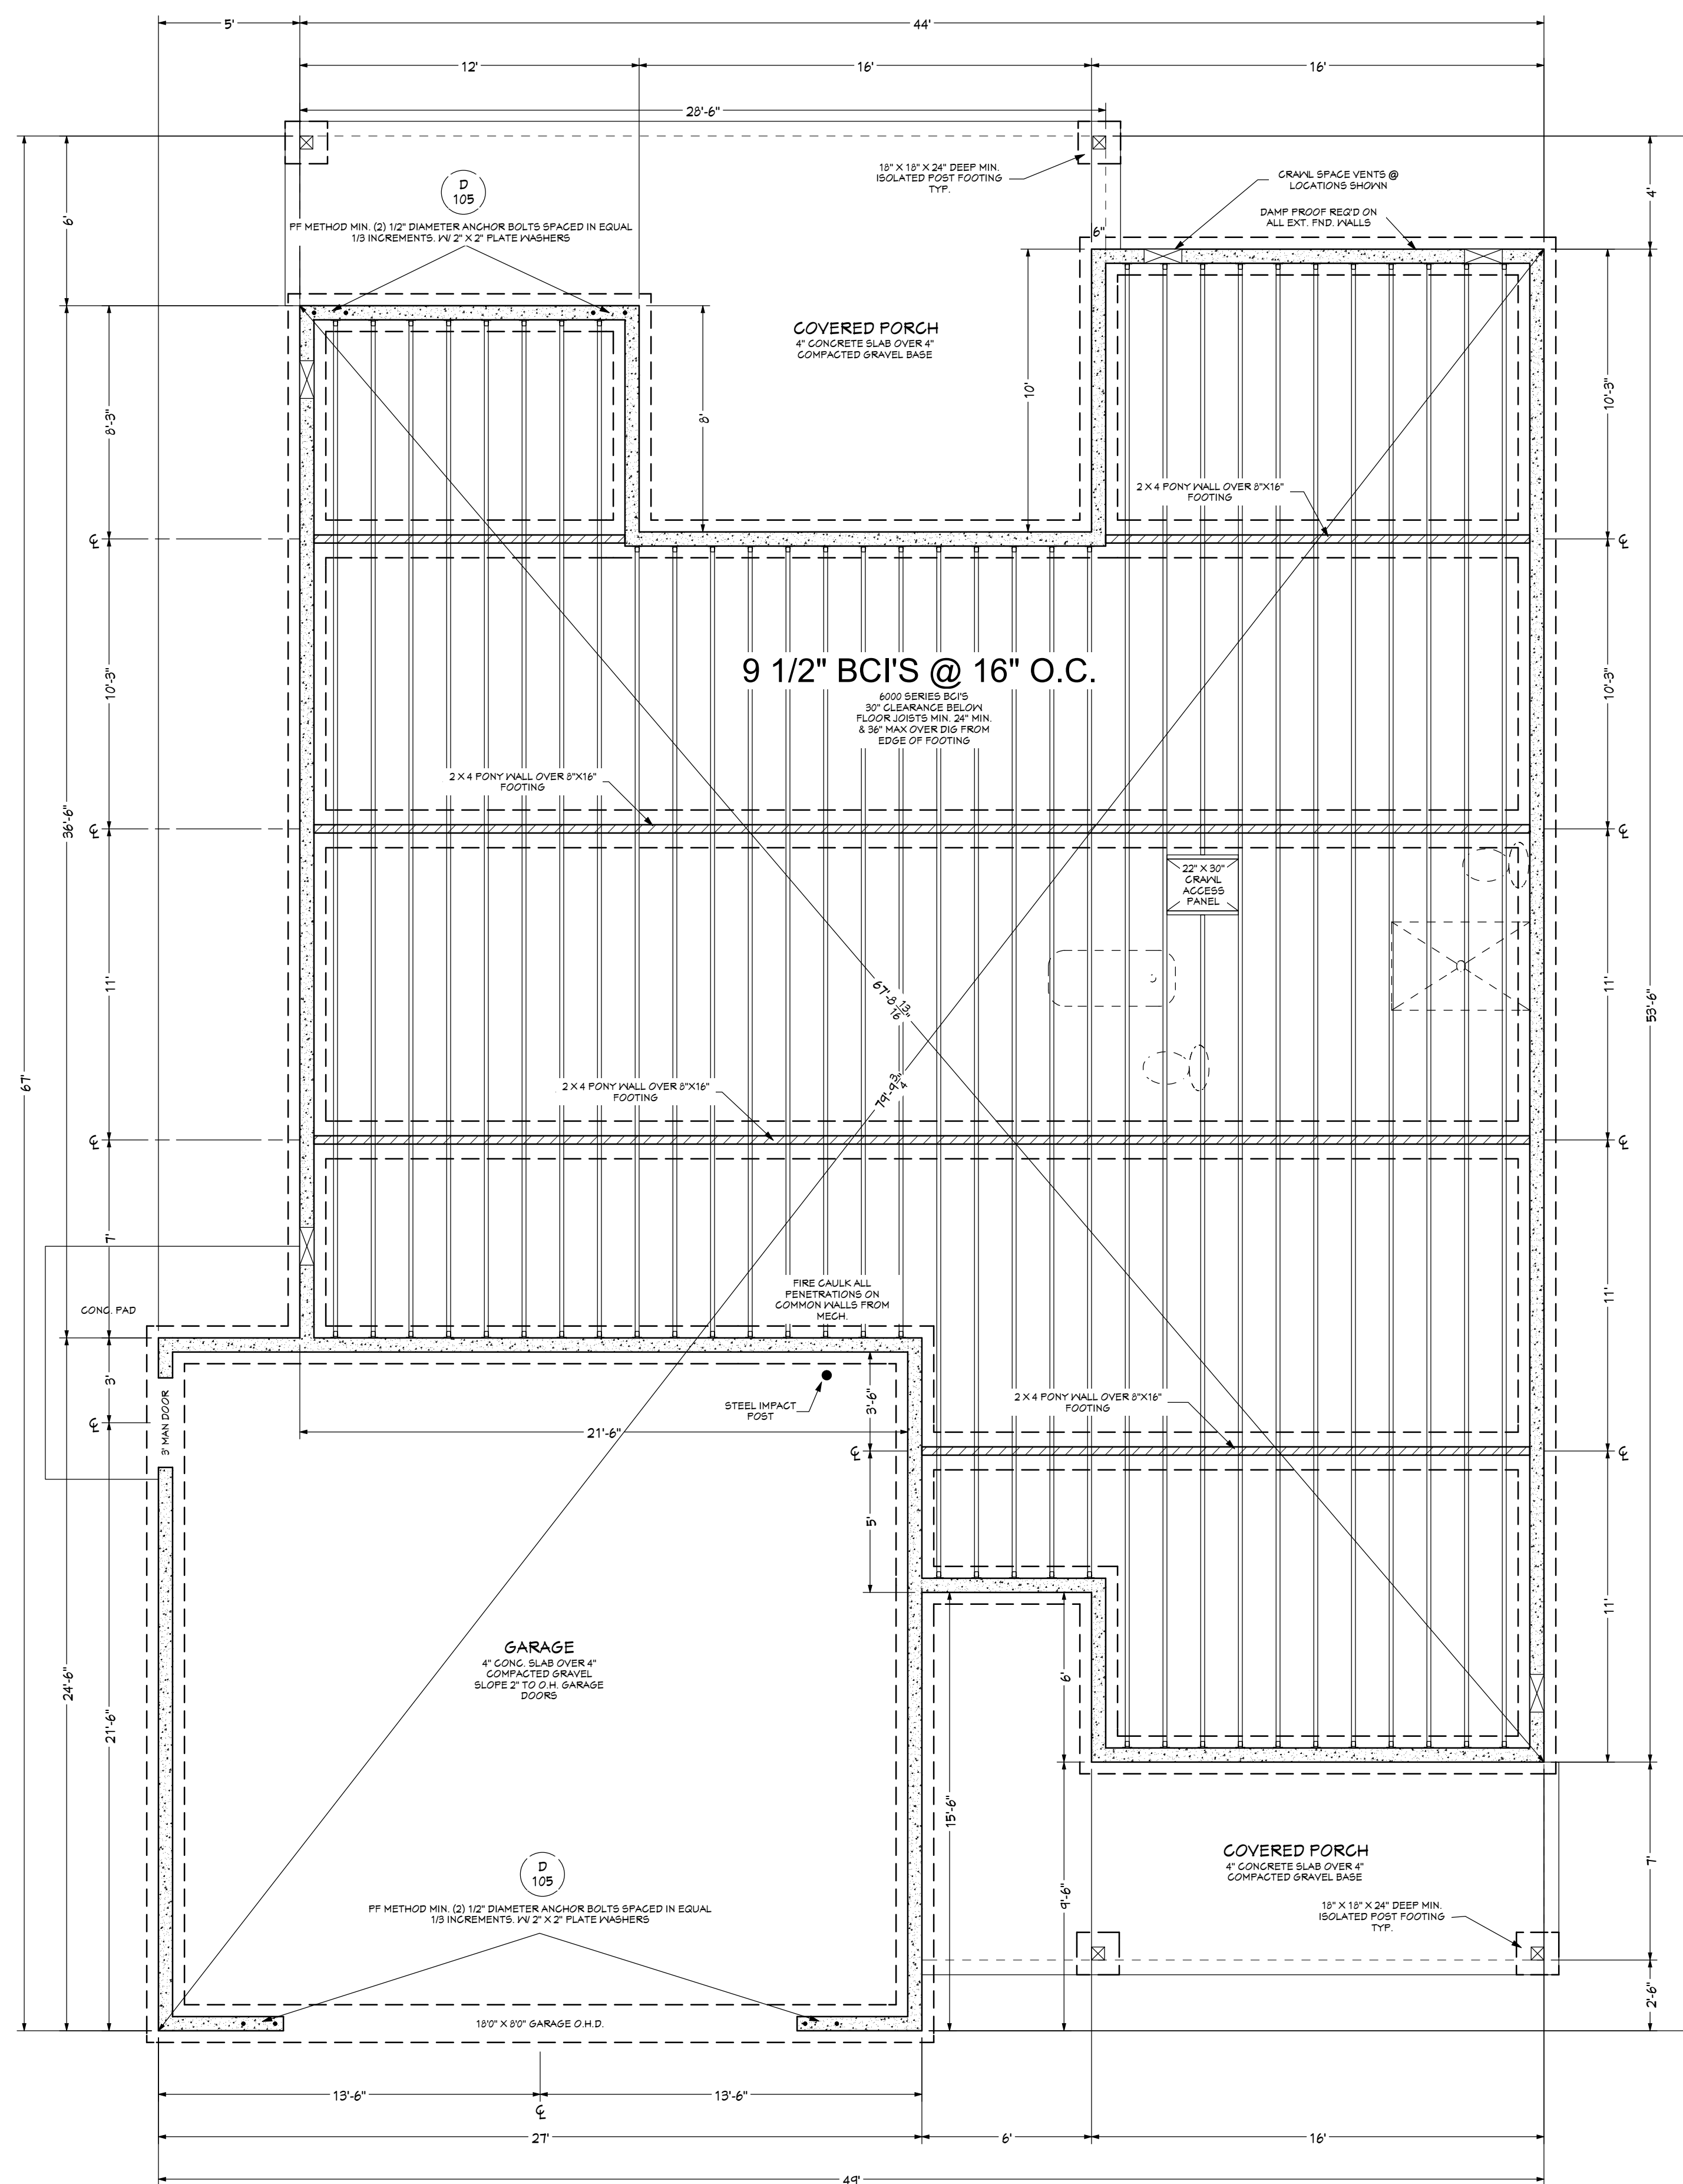 5'
44'
12'
16'
16'
28'-6"
18" X 18" X 24" DEEP MIN.
ISOLATED POST FOOTING
TYP.
CRAWL SPACE VENTS @
LOCATIONS SHOWN
DAMP PROOF REQ'D ON
ALL EXT. FND. WALLS
D
105
PF METHOD MIN. (2) 1/2" DIAMETER ANCHOR BOLTS SPACED IN EQUAL
1/3 INCREMENTS. W/ 2" X 2" PLATE WASHERS
6'
4'
6"
COVERED PORCH
4" CONCRETE SLAB OVER 4"
COMPACTED GRAVEL BASE
8'-3"
8'
10'
10'-3"
2 X 4 PONY WALL OVER 8"X16"
FOOTING
℄
℄
9 1/2" BCI'S @ 16" O.C.
6000 SERIES BCI'S
30" CLEARANCE BELOW
FLOOR JOISTS MIN. 24" MIN.
& 36" MAX OVER DIG FROM
EDGE OF FOOTING
10'-3"
10'-3"
2 X 4 PONY WALL OVER 8"X16"
FOOTING
36'-6"
℄
℄
22" X 30"
CRAWL
ACCESS
PANEL
11'
11'
67'-8 13/16"
53'-6"
67'
79'-9 3/4"
2 X 4 PONY WALL OVER 8"X16"
FOOTING
℄
℄
7'
11'
FIRE CAULK ALL
PENETRATIONS ON
COMMON WALLS FROM
MECH.
CONC. PAD
3'
3' MAN DOOR
℄
STEEL IMPACT
POST
3'-6"
21'-6"
2 X 4 PONY WALL OVER 8"X16"
FOOTING
℄
℄
5'
11'
GARAGE
4" CONC. SLAB OVER 4"
COMPACTED GRAVEL
SLOPE 2" TO O.H. GARAGE
DOORS
24'-6"
21'-6"
6'
15'-6"
9'-6"
COVERED PORCH
4" CONCRETE SLAB OVER 4"
COMPACTED GRAVEL BASE
7'
D
105
PF METHOD MIN. (2) 1/2" DIAMETER ANCHOR BOLTS SPACED IN EQUAL
1/3 INCREMENTS. W/ 2" X 2" PLATE WASHERS
18" X 18" X 24" DEEP MIN.
ISOLATED POST FOOTING
TYP.
2'-6"
18'0" X 8'0" GARAGE O.H.D.
13'-6"
13'-6"
℄
27'
6'
16'
49'